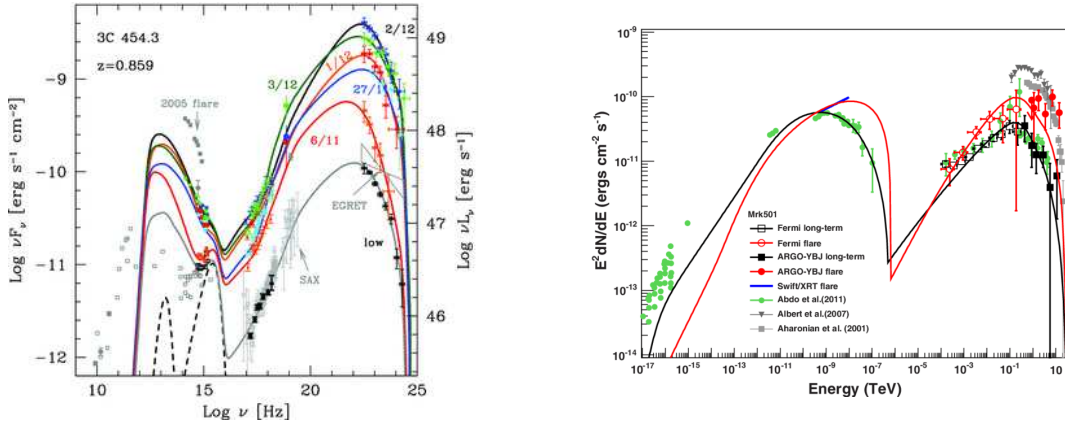 3C 454.3
z=0.859
2005 flare
3/12
1/12
2/12
27/11
6/11
EGRET
low
SAX
-9
-10
-11
-12
49
48
47
46
10
15
20
25
Log νFν [erg s⁻¹ cm⁻²]
Log νLν [erg s⁻¹]
Log ν [Hz]
E²dN/dE (ergs cm⁻² s⁻¹)
10⁻⁹
10⁻¹⁰
10⁻¹¹
10⁻¹²
10⁻¹³
10⁻¹⁴
Mrk501
Fermi long-term
Fermi flare
ARGO-YBJ long-term
ARGO-YBJ flare
Swift/XRT flare
Abdo et al.(2011)
Albert et al.(2007)
Aharonian et al. (2001)
10⁻¹⁷
10⁻¹⁵
10⁻¹³
10⁻¹¹
10⁻⁹
10⁻⁷
10⁻⁵
10⁻³
10⁻¹
10
Energy (TeV)